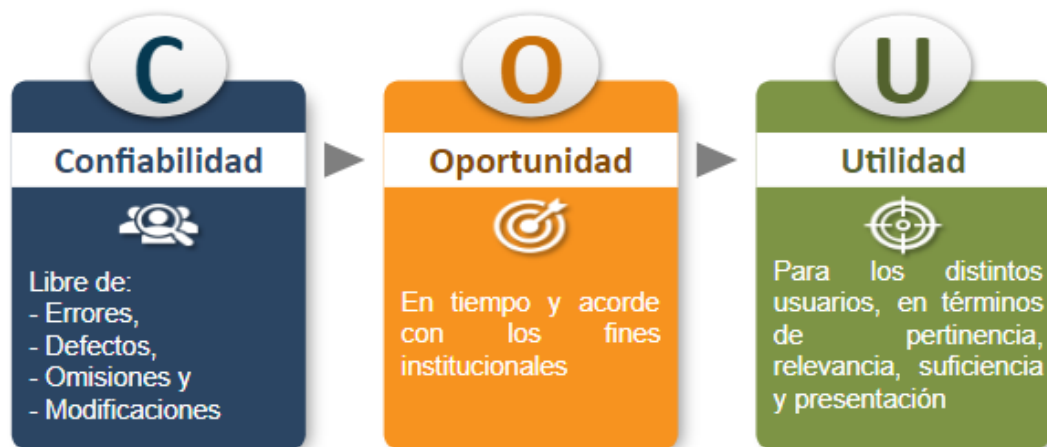 C
Confiabilidad
Libre de:
- Errores,
- Defectos,
- Omisiones y
- Modificaciones
O
Oportunidad
En tiempo y acorde
con los fines
institucionales
U
Utilidad
Para los distintos
usuarios, en términos
de pertinencia,
relevancia, suficiencia
y presentación